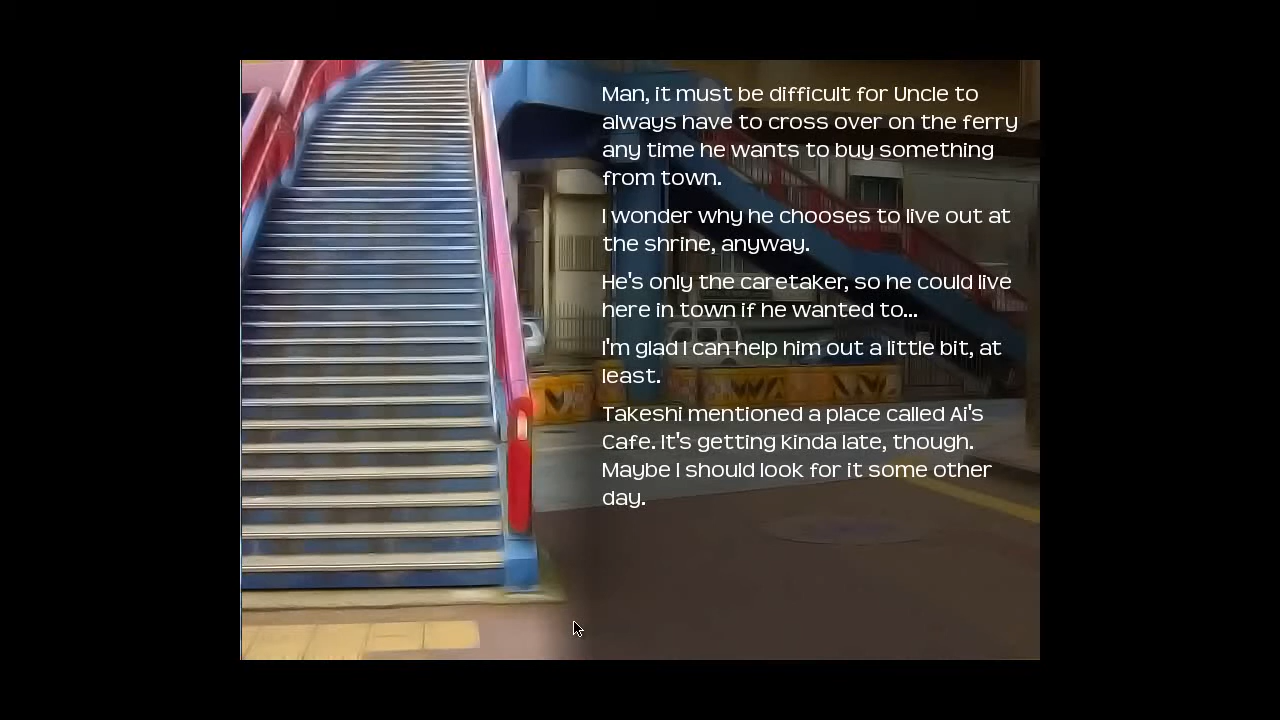 Man, it must be difficult for Uncle to
always have to cross over on the ferry
any time he wants to buy something
from town.
I wonder why he chooses to live out at
the shrine, anyway.
He's only the caretaker, so he could live
here in town if he wanted to...
I'm glad I can help him out a little bit, at
least.
Takeshi mentioned a place called Ai's
Cafe. It's getting kinda late, though.
Maybe I should look for it some other
day.